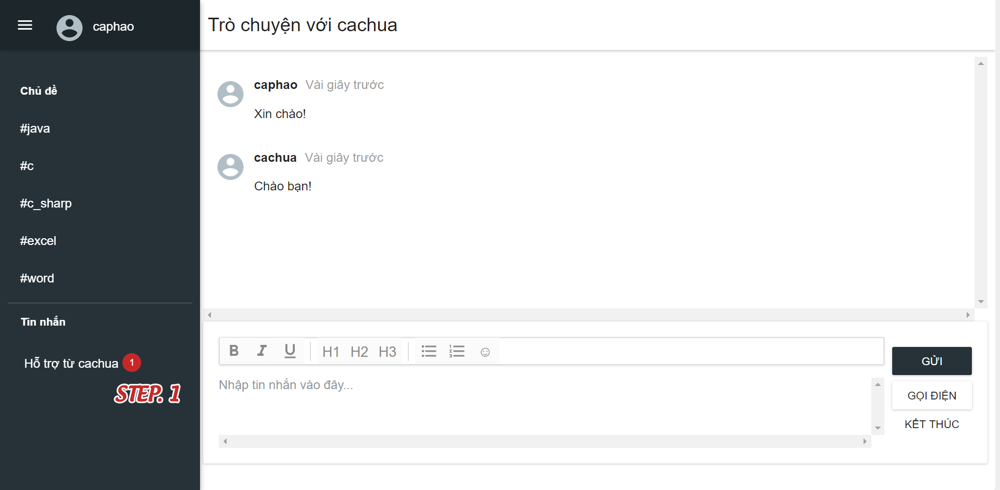 caphao
Chủ đề
#java
#c
#c_sharp
#excel
#word
Tin nhắn
Hỗ trợ từ cachua 1
STEP. 1
Trò chuyện với cachua
caphao Vài giây trước
Xin chào!
cachua Vài giây trước
Chào bạn!
B I U H1 H2 H3
Nhập tin nhắn vào đây...
GỬI
GỌI ĐIỆN
KẾT THÚC